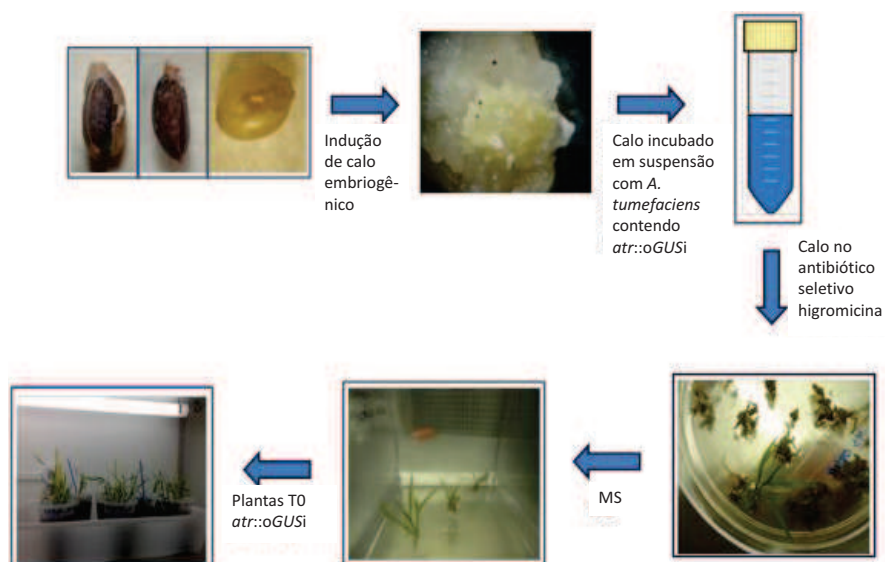 Indução
de calo
embriogê-
nico
Calo incubado
em suspensão
com A.
tumefaciens
contendo
atr::oGUSi
Calo no
antibiótico
seletivo
higromicina
MS
Plantas T0
atr::oGUSi